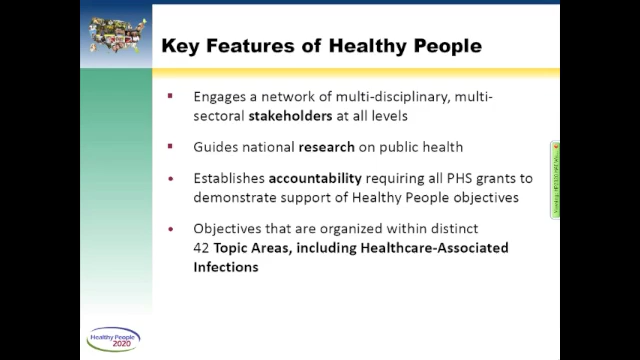 Key Features of Healthy People
Engages a network of multi-disciplinary, multi-
sectoral stakeholders at all levels
Guides national research on public health
Establishes accountability requiring all PHS grants to
demonstrate support of Healthy People objectives
Objectives that are organized within distinct
42 Topic Areas, including Healthcare-Associated
Infections
Healthy People
2020